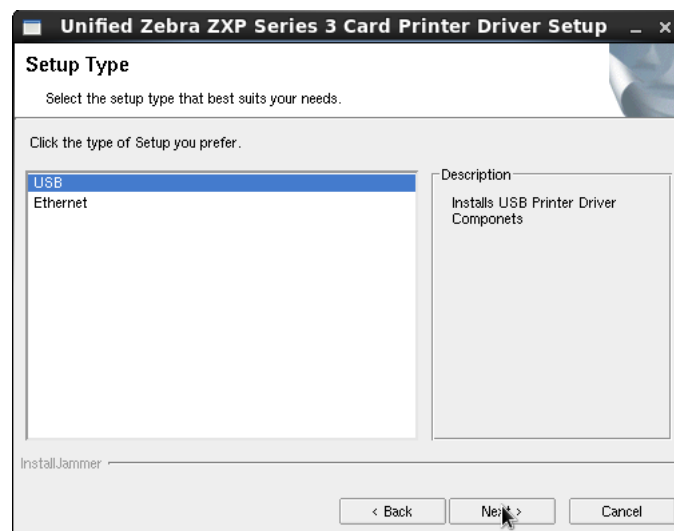 Unified Zebra ZXP Series 3 Card Printer Driver Setup
Setup Type
Select the setup type that best suits your needs.
Click the type of Setup you prefer.
USB
Ethernet
Description
Installs USB Printer Driver
Componets
InstallJammer
< Back
Next >
Cancel